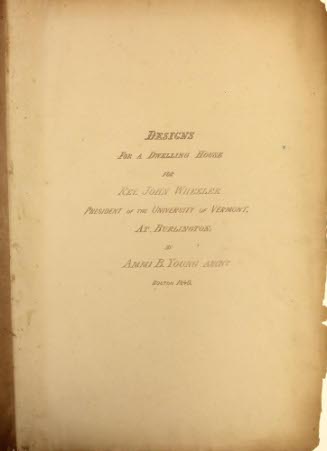 DESIGNS
FOR A DWELLING HOUSE
FOR
REV. JOHN WHEELER
PRESIDENT OF THE UNIVERSITY OF VERMONT,
AT BURLINGTON.
BY
AMMI B. YOUNG ARCHT
BOSTON 1840.